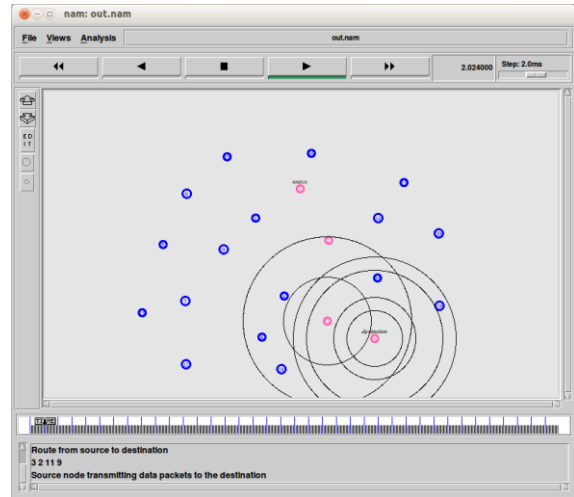 nam: out.nam
File Views Analysis out.nam
2.024000 Step: 2.0ms
ED
IT
source
destination
Route from source to destination
3 2 11 9
Source node transmitting data packets to the destination